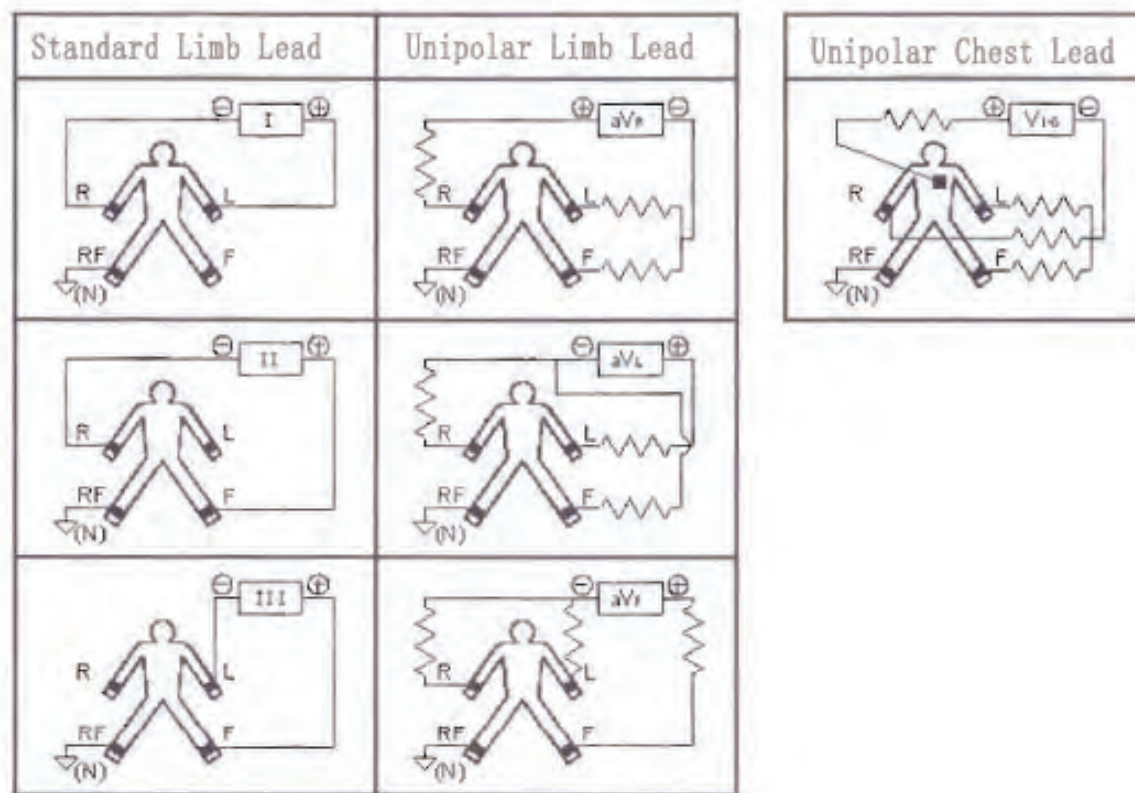 Standard Limb Lead
Unipolar Limb Lead
Unipolar Chest Lead
⊖ I ⊕
R L
RF F
(N)
⊕ aVR ⊖
R L
RF F
(N)
⊕ V1-6 ⊖
R L
RF F
(N)
⊖ II ⊕
R L
RF F
(N)
⊖ aVL ⊕
R L
RF F
(N)
⊖ III ⊕
R L
RF F
(N)
⊖ aVF ⊕
R L
RF F
(N)